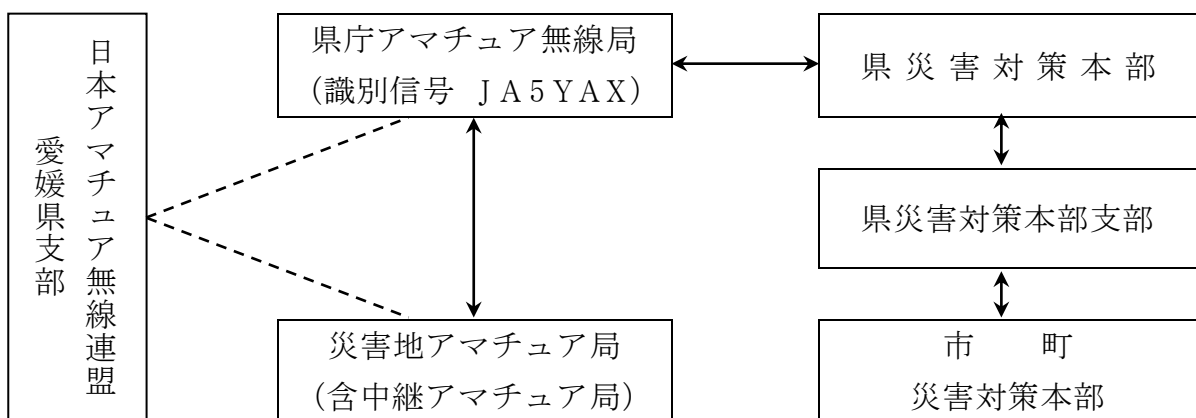 日本アマチュア無線連盟
愛媛県支部
県庁アマチュア無線局
(識別信号 JA5YAX)
県災害対策本部
県災害対策本部支部
災害地アマチュア局
(含中継アマチュア局)
市 町
災害対策本部